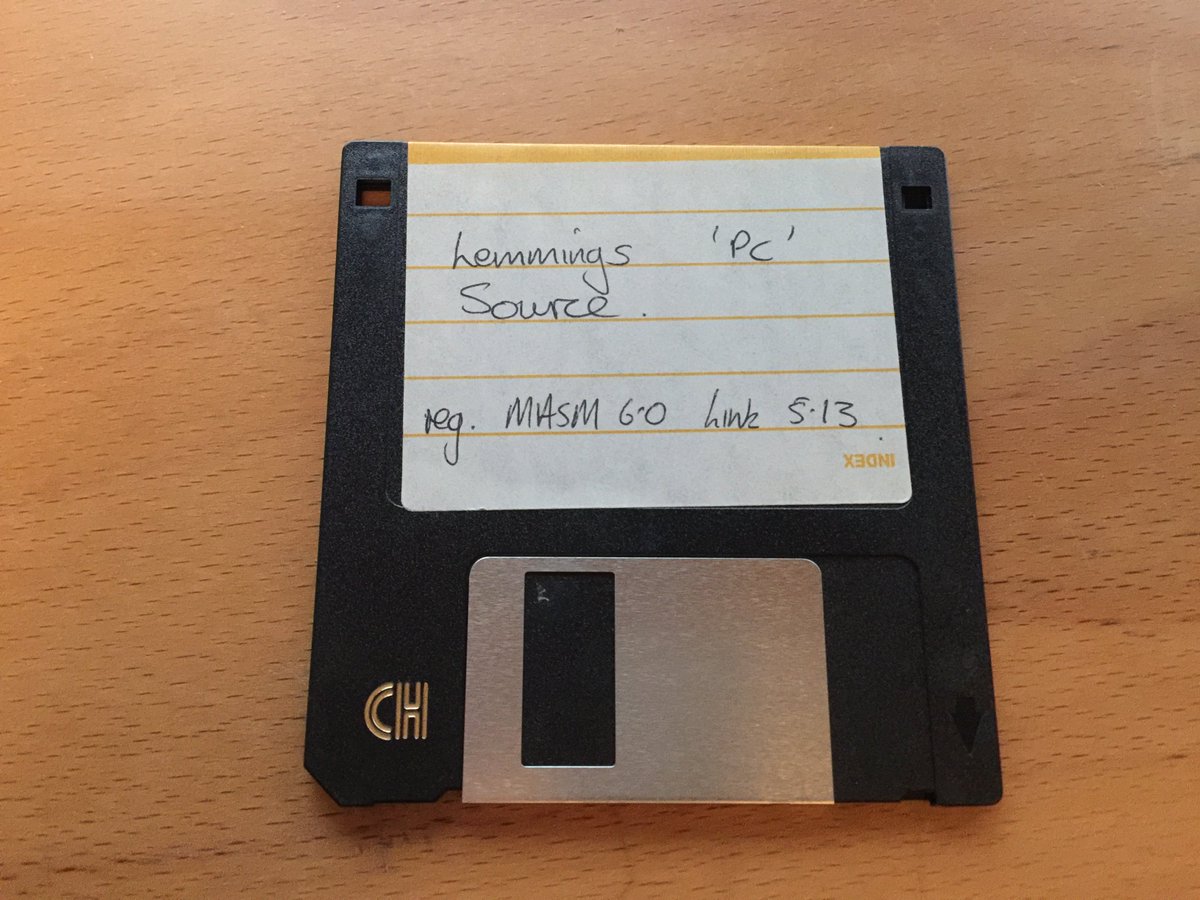 Lemmings 'PC'
Source.
req. MASM 6.0 Link 5.13
INDEX
CH